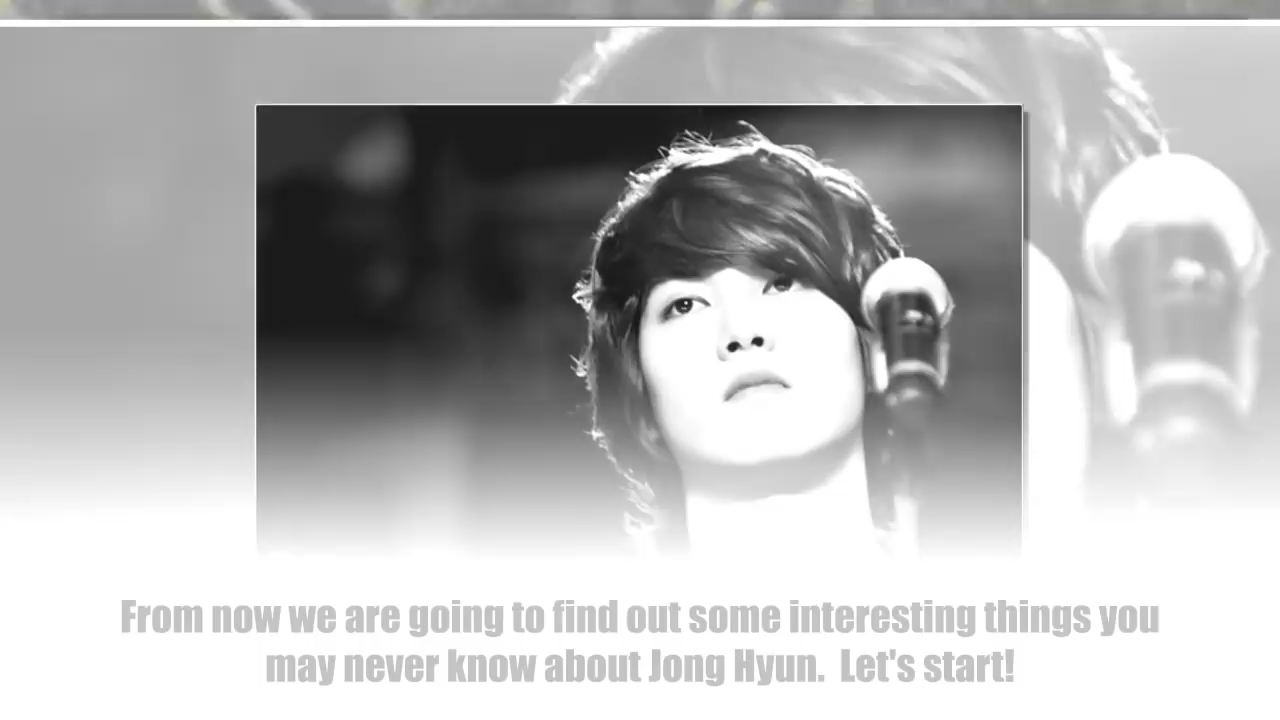 From now we are going to find out some interesting things you
may never know about Jong Hyun.  Let's start!